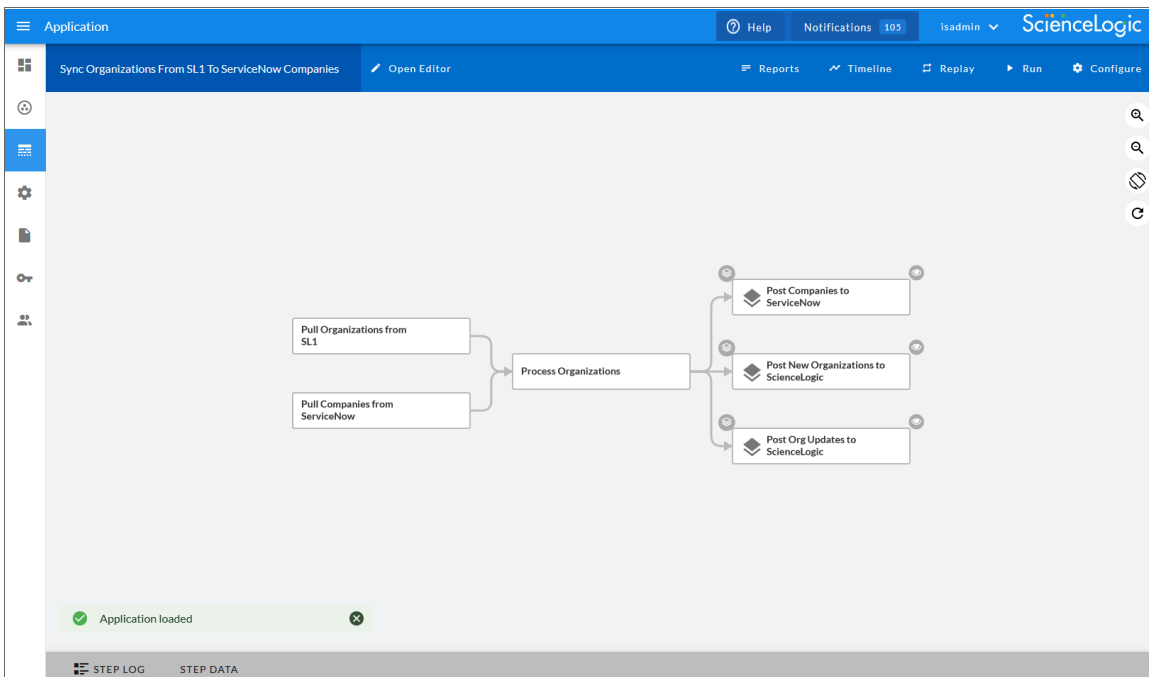 Application
Help
Notifications 105
isadmin
ScienceLogic
Sync Organizations From SL1 To ServiceNow Companies
Open Editor
Reports
Timeline
Replay
Run
Configure
Pull Organizations from
SL1
Pull Companies from
ServiceNow
Process Organizations
Post Companies to
ServiceNow
Post New Organizations to
ScienceLogic
Post Org Updates to
ScienceLogic
Application loaded
STEP LOG
STEP DATA